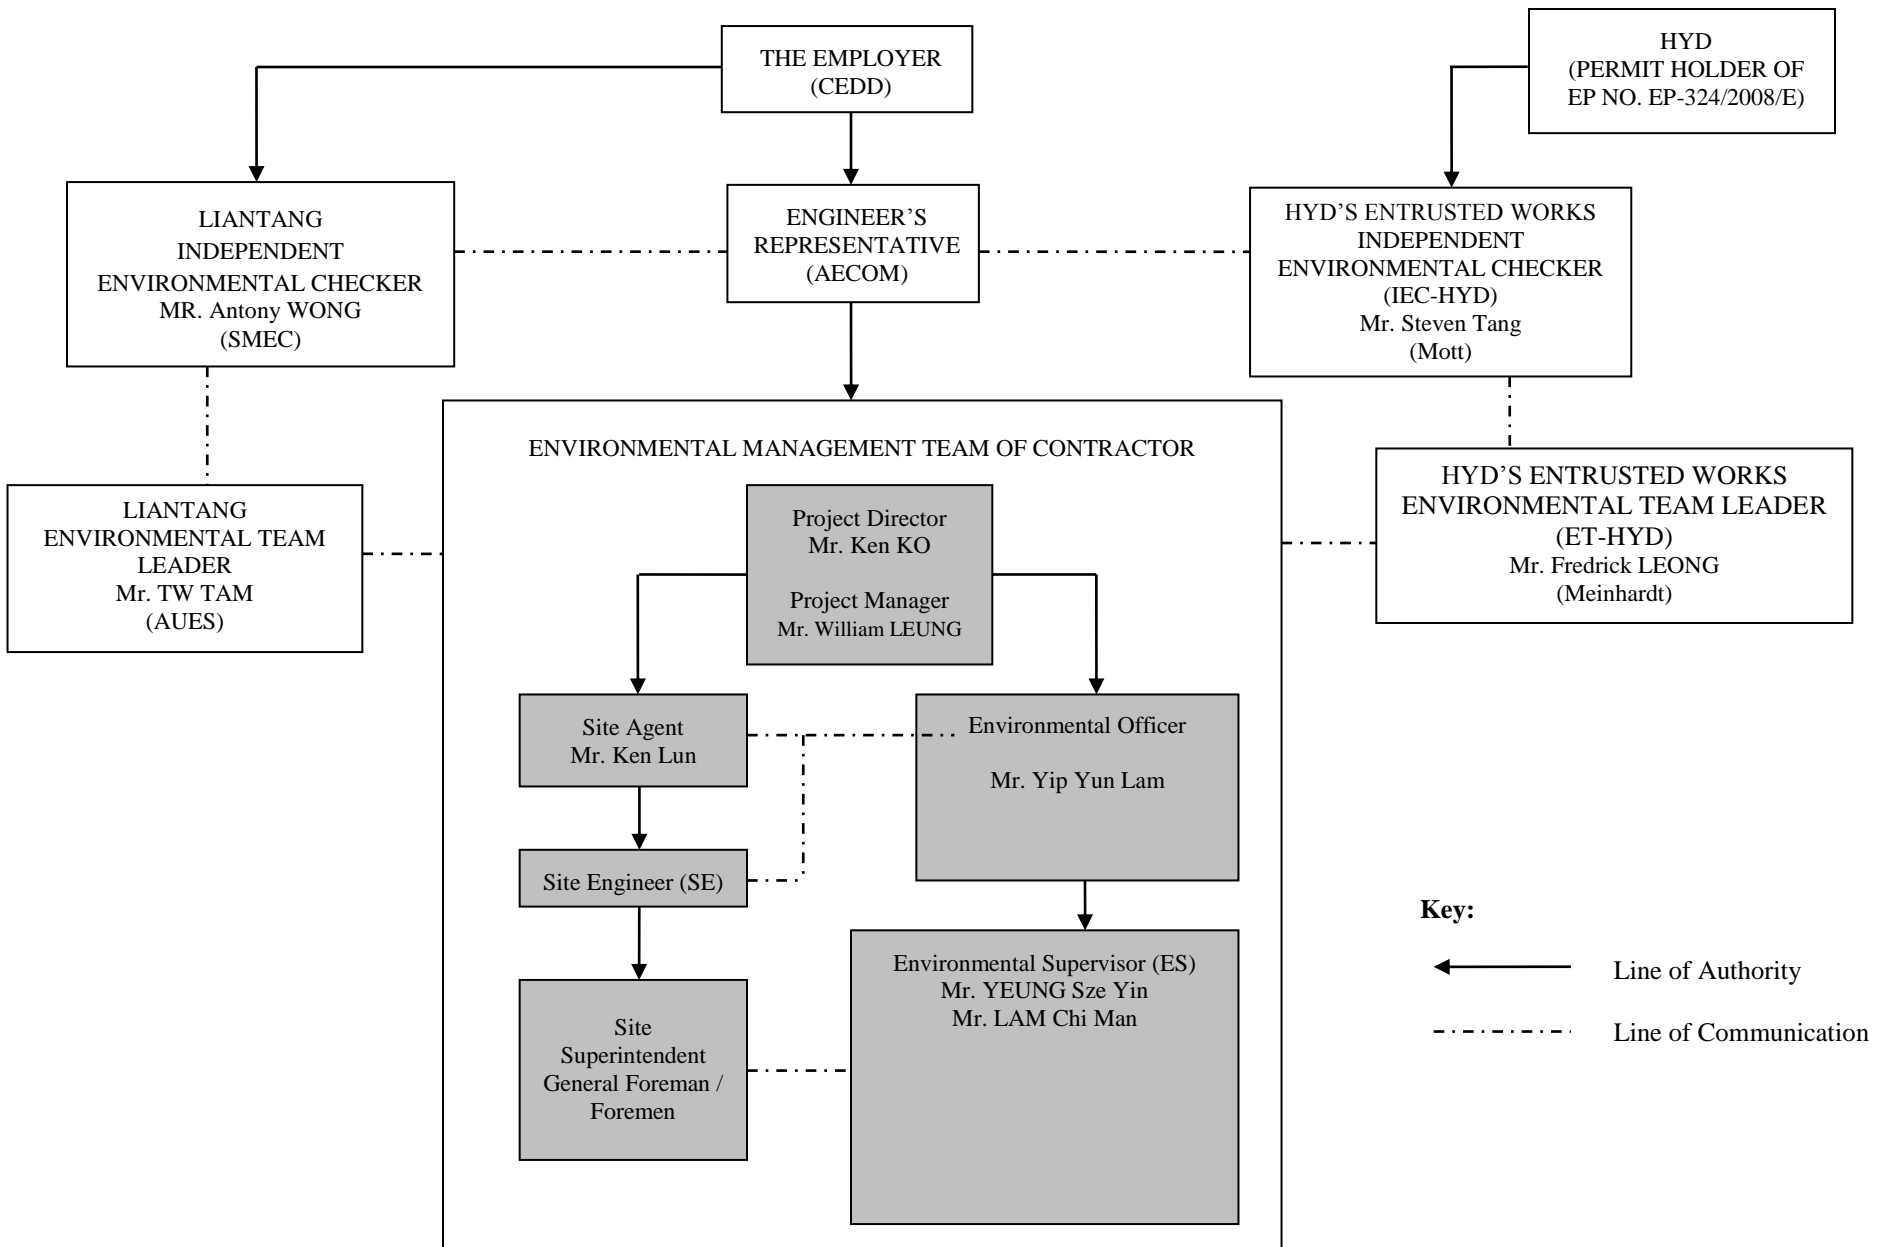 THE EMPLOYER
(CEDD)
HYD
(PERMIT HOLDER OF
EP NO. EP-324/2008/E)
LIANTANG
INDEPENDENT
ENVIRONMENTAL CHECKER
MR. Antony WONG
(SMEC)
ENGINEER’S
REPRESENTATIVE
(AECOM)
HYD’S ENTRUSTED WORKS
INDEPENDENT
ENVIRONMENTAL CHECKER
(IEC-HYD)
Mr. Steven Tang
(Mott)
LIANTANG
ENVIRONMENTAL TEAM
LEADER
Mr. TW TAM
(AUES)
ENVIRONMENTAL MANAGEMENT TEAM OF CONTRACTOR
HYD’S ENTRUSTED WORKS
ENVIRONMENTAL TEAM LEADER
(ET-HYD)
Mr. Fredrick LEONG
(Meinhardt)
Project Director
Mr. Ken KO
Project Manager
Mr. William LEUNG
Site Agent
Mr. Ken Lun
Environmental Officer
Mr. Yip Yun Lam
Site Engineer (SE)
Site
Superintendent
General Foreman /
Foremen
Environmental Supervisor (ES)
Mr. YEUNG Sze Yin
Mr. LAM Chi Man
Key:
Line of Authority
Line of Communication